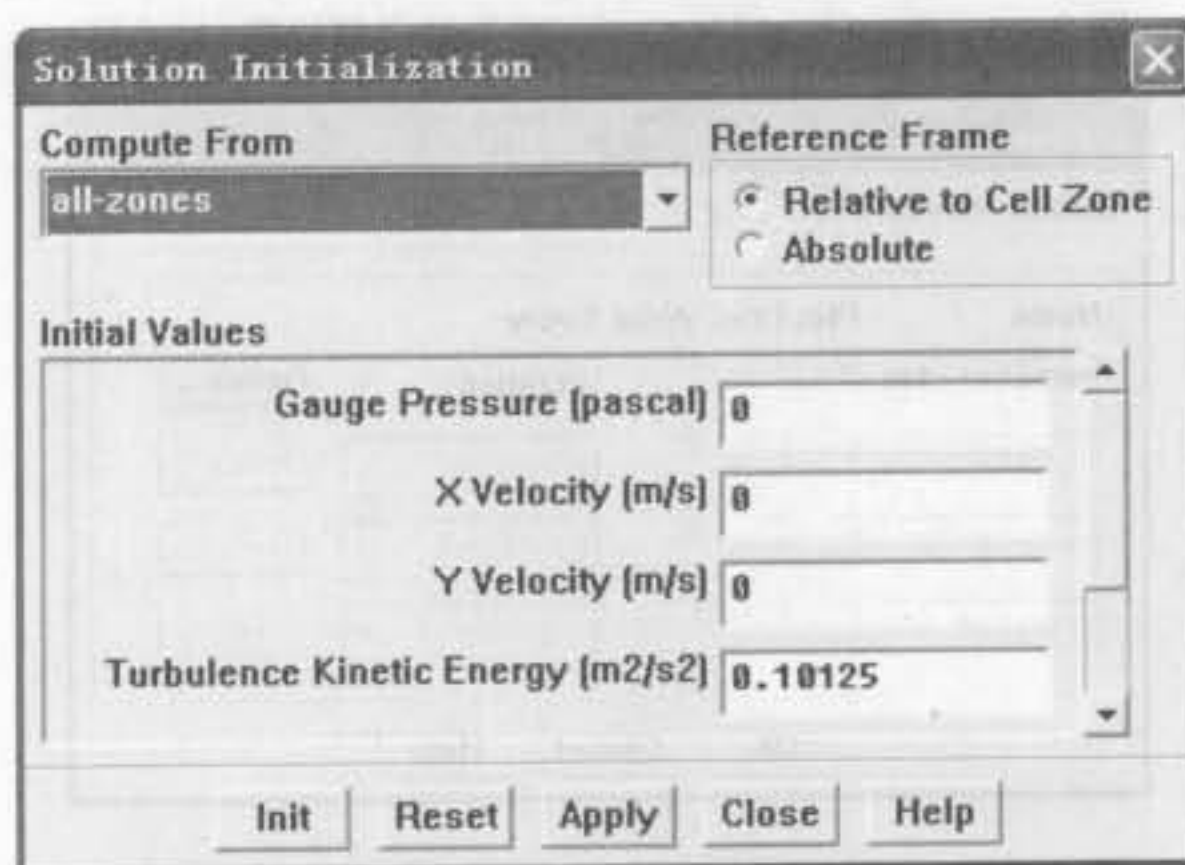 Solution Initialization
Compute From
all-zones
Reference Frame
Relative to Cell Zone
Absolute
Initial Values
Gauge Pressure (pascal) 0
X Velocity (m/s) 0
Y Velocity (m/s) 0
Turbulence Kinetic Energy (m2/s2) 0.10125
Init Reset Apply Close Help